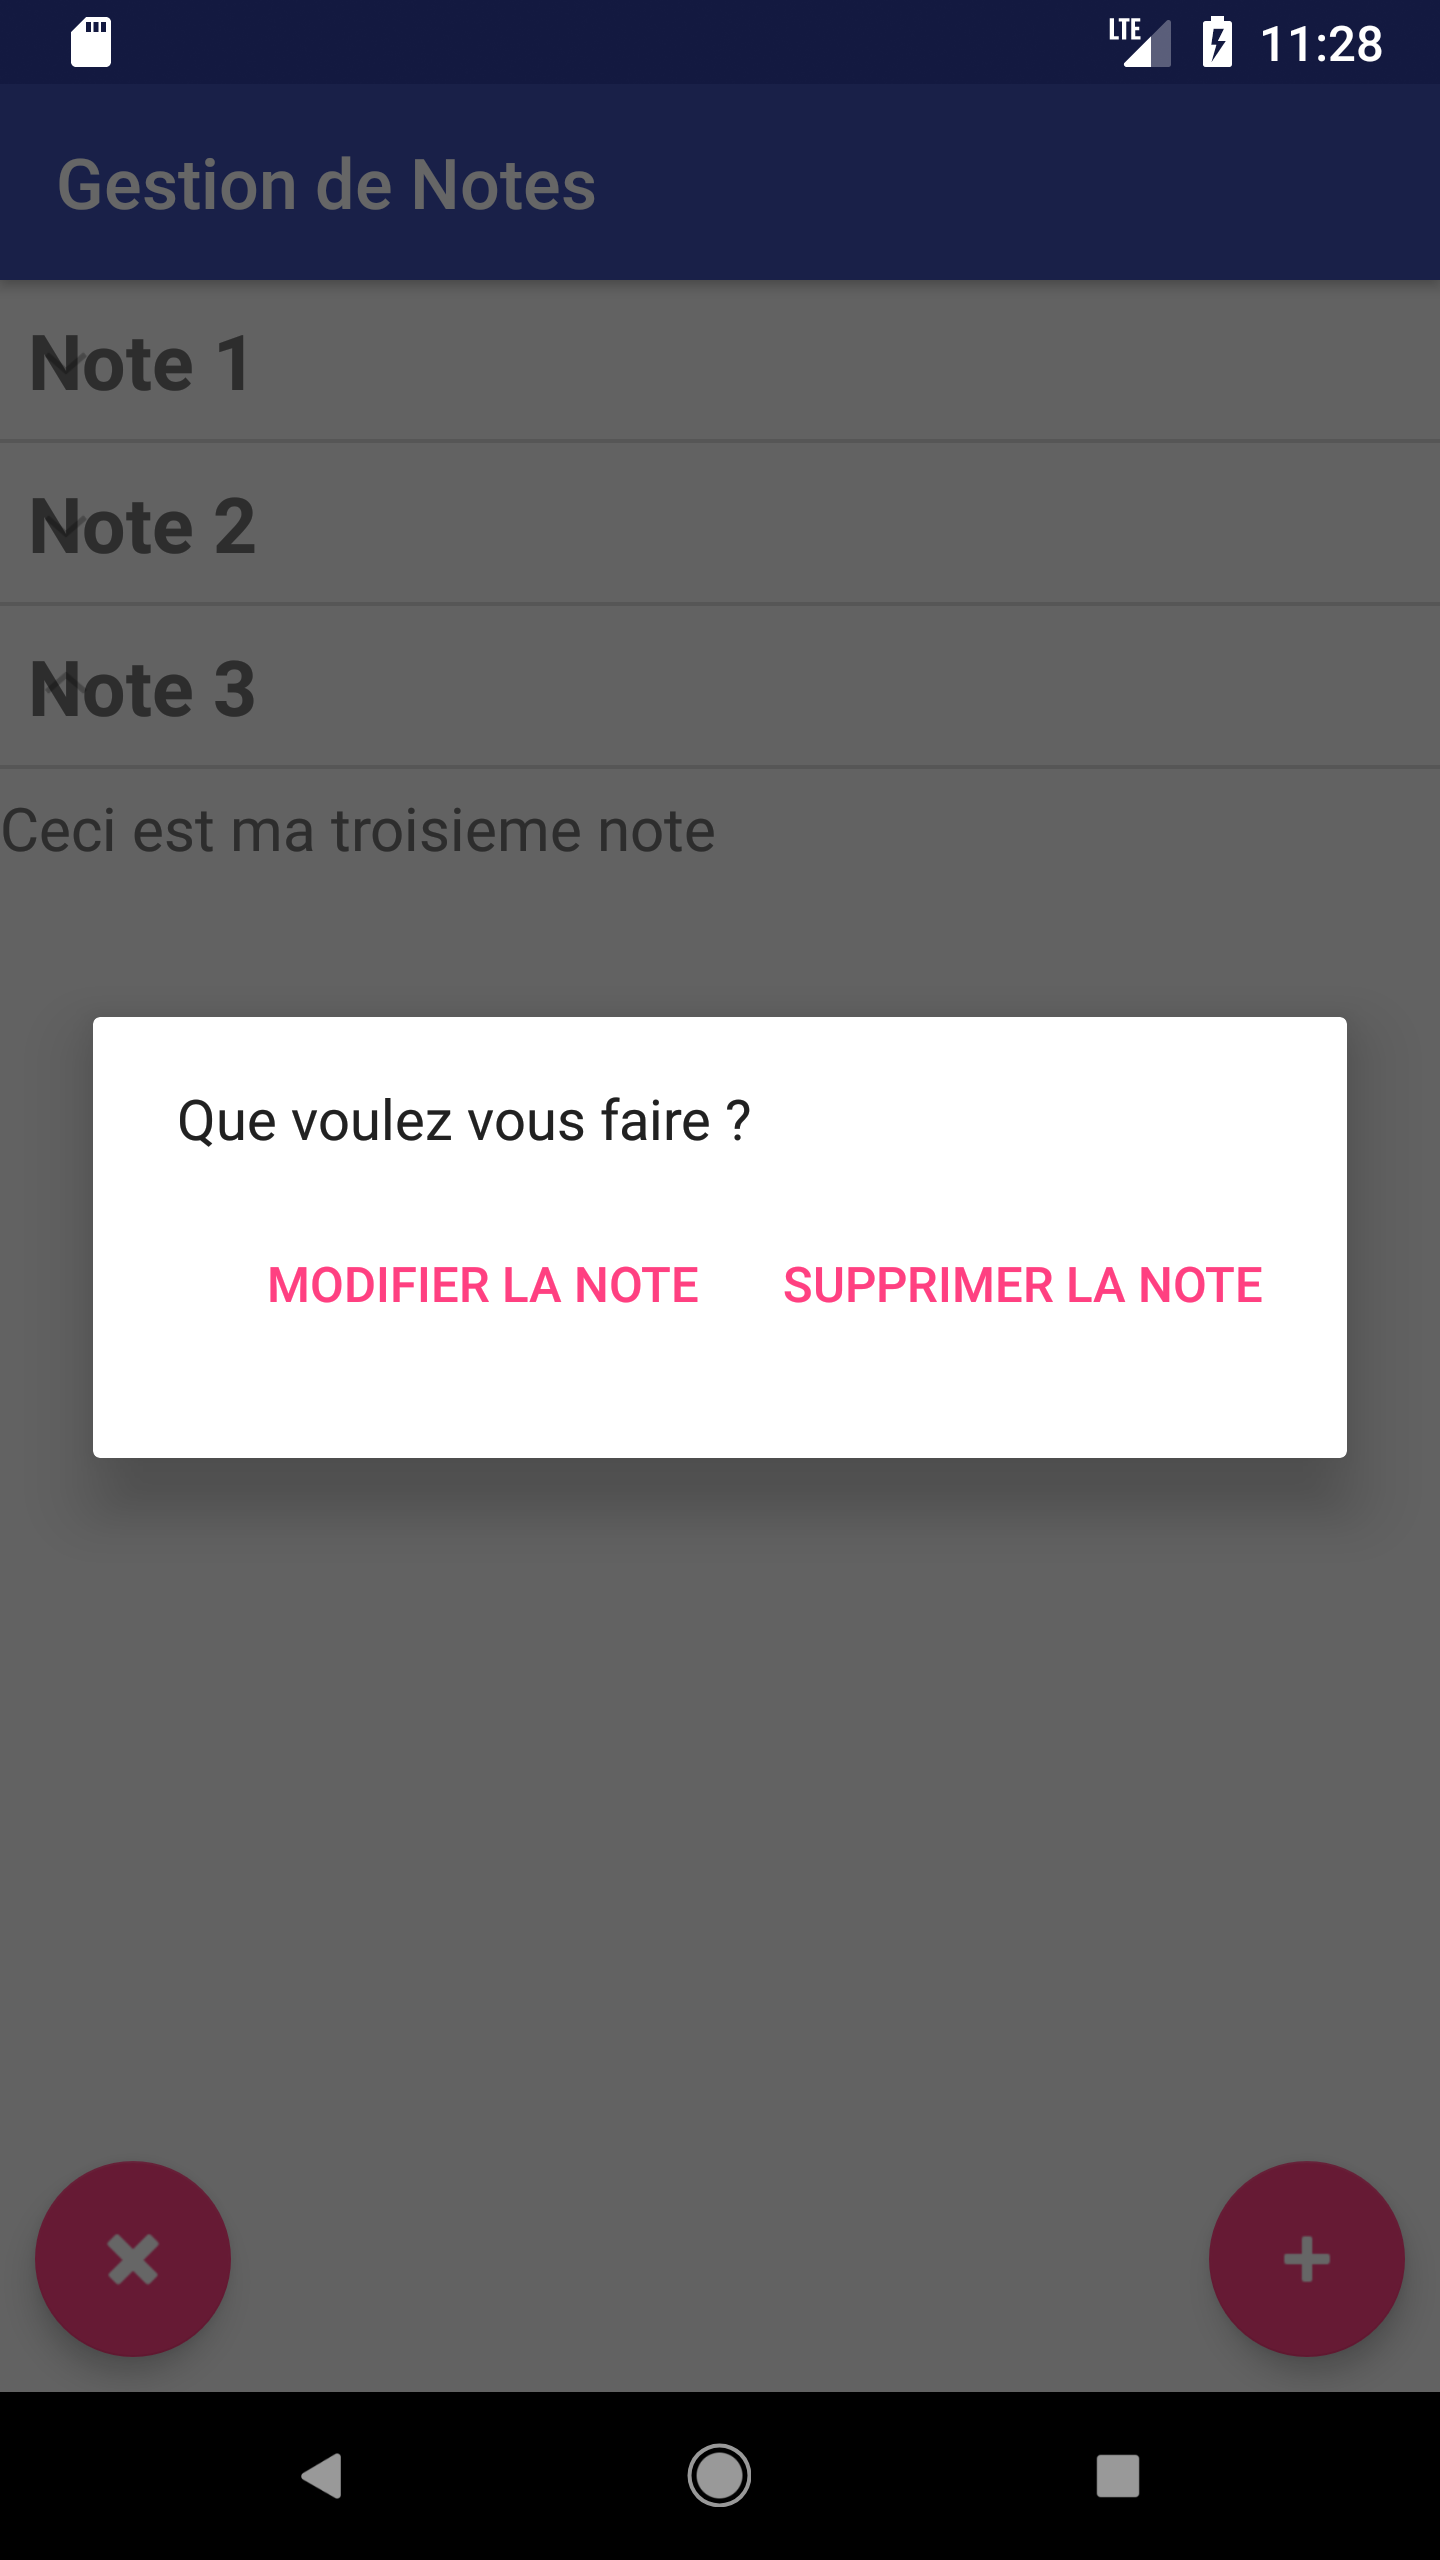 LTE 11:28
Gestion de Notes
Note 1
Note 2
Note 3
Ceci est ma troisieme note
Que voulez vous faire ?
MODIFIER LA NOTE SUPPRIMER LA NOTE